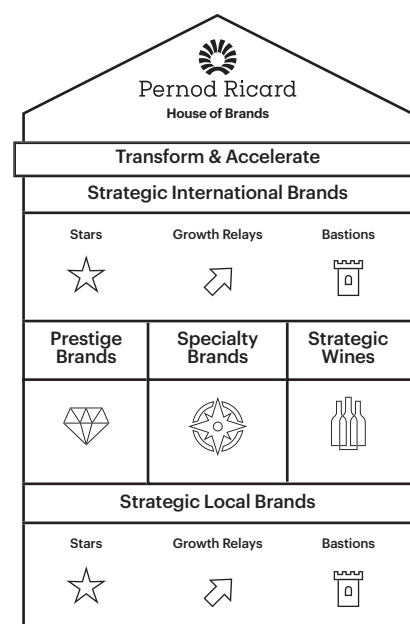 Pernod Ricard
House of Brands
Transform & Accelerate
Strategic International Brands
Stars Growth Relays Bastions
Prestige Specialty Strategic
Brands Brands Wines
Strategic Local Brands
Stars Growth Relays Bastions